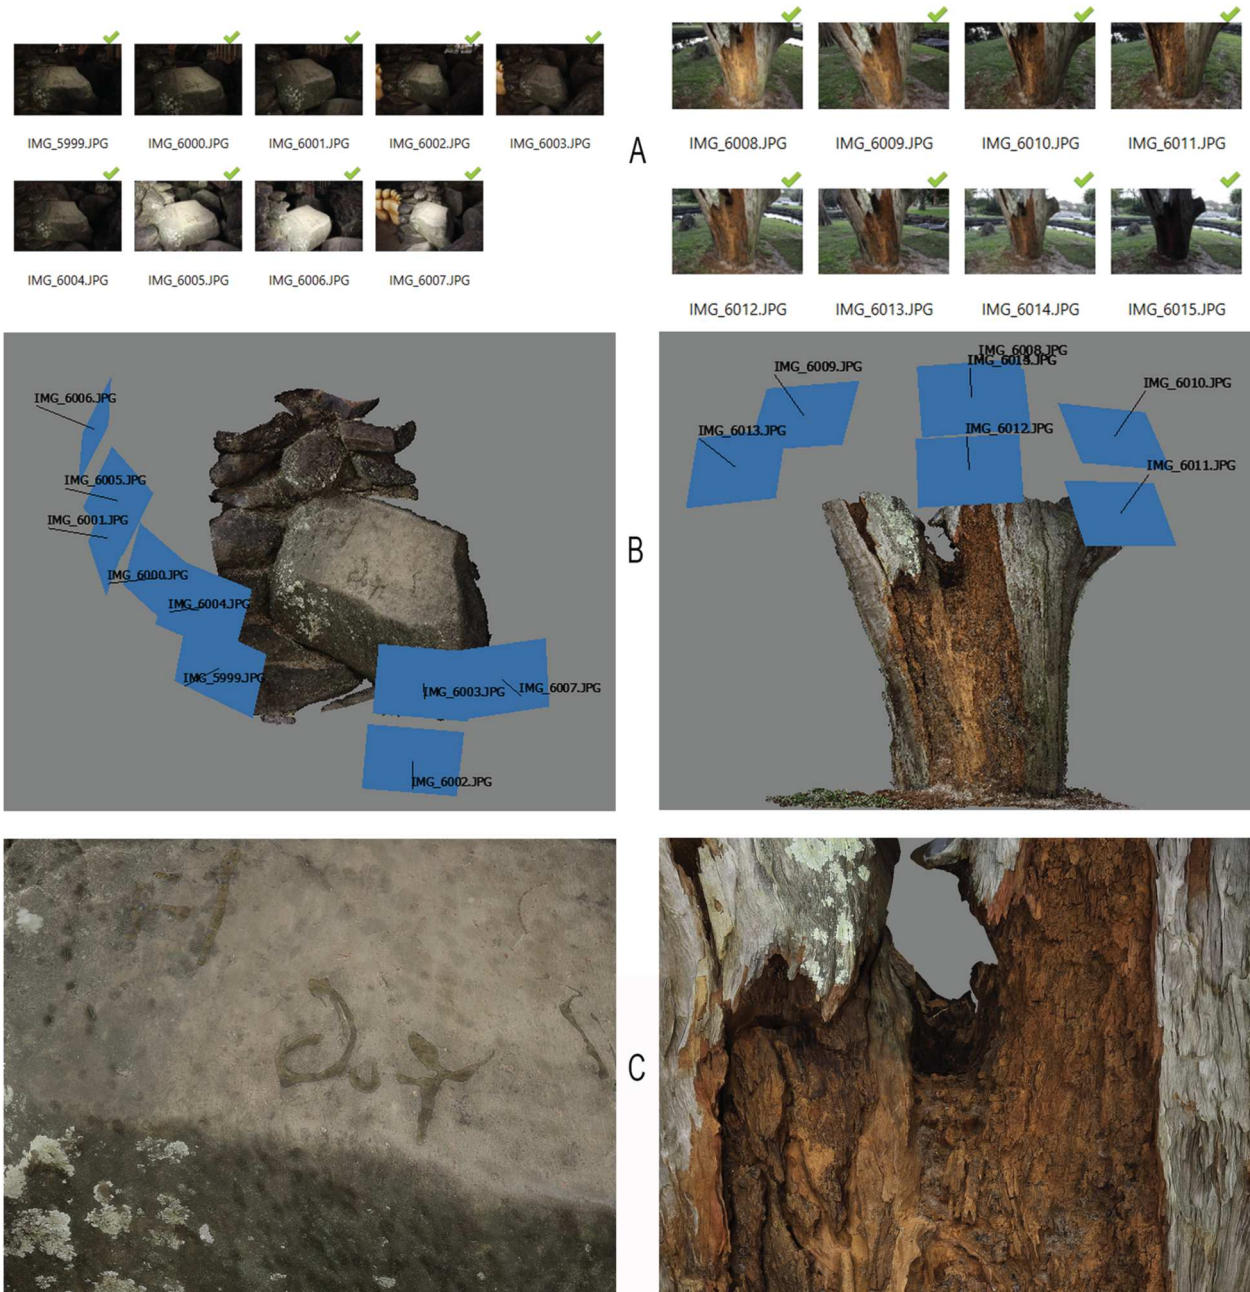 IMG_5999.JPG IMG_6000.JPG IMG_6001.JPG IMG_6002.JPG IMG_6003.JPG
IMG_6004.JPG IMG_6005.JPG IMG_6006.JPG IMG_6007.JPG
A
IMG_6008.JPG IMG_6009.JPG IMG_6010.JPG IMG_6011.JPG
IMG_6012.JPG IMG_6013.JPG IMG_6014.JPG IMG_6015.JPG
IMG_6006.JPG
IMG_6005.JPG
IMG_6001.JPG
IMG_6000.JPG
IMG_6004.JPG
IMG_5999.JPG
IMG_6003.JPG
IMG_6007.JPG
IMG_6002.JPG
B
IMG_6008.JPG
IMG_6009.JPG
IMG_6010.JPG
IMG_6013.JPG
IMG_6012.JPG
IMG_6011.JPG
C